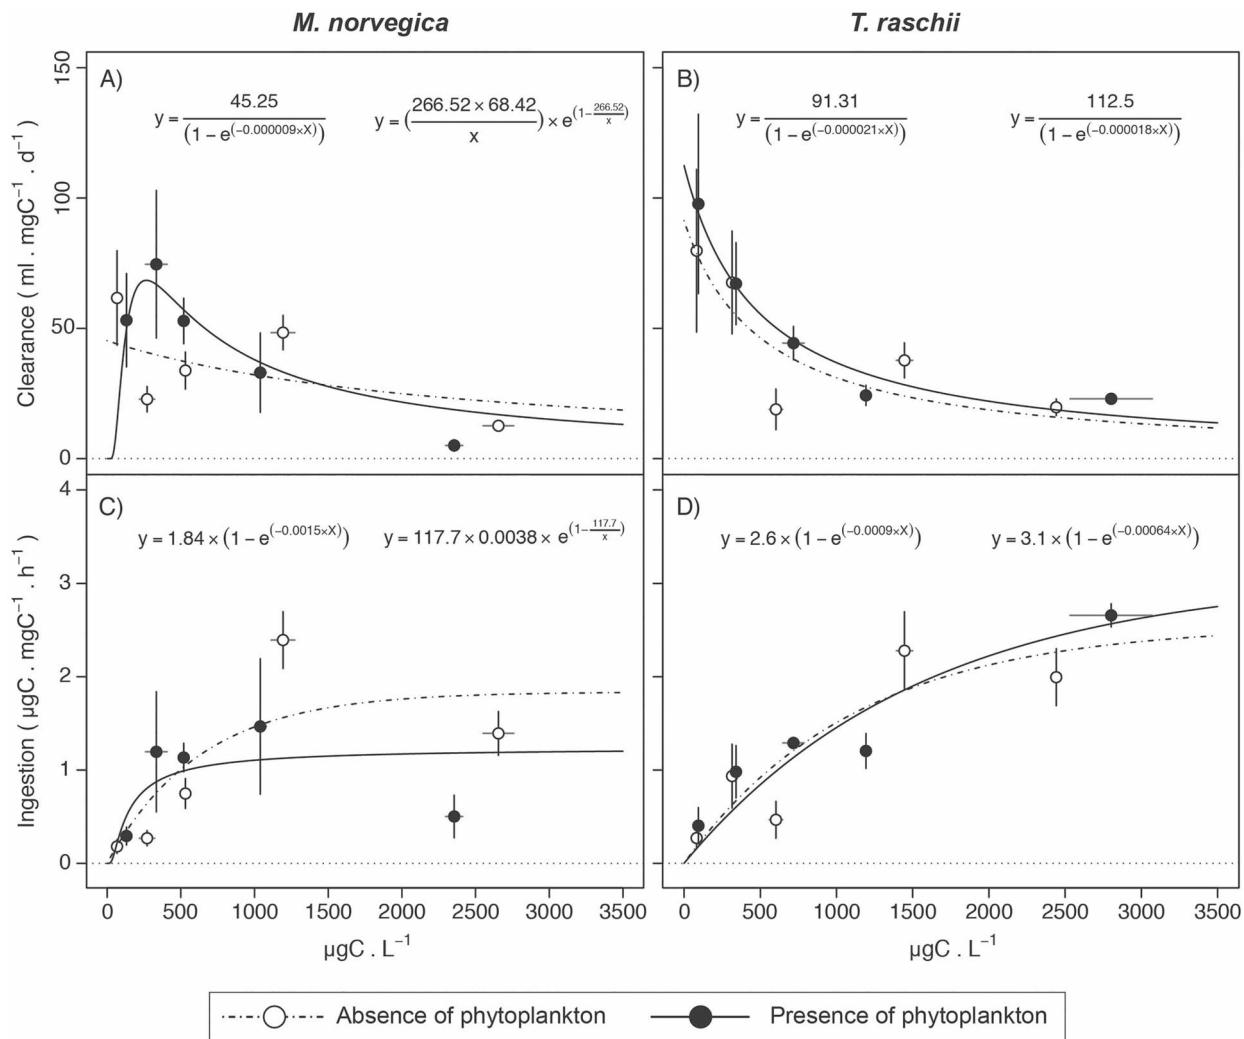 M. norvegica
T. raschii
A)
y = 45.25 / (1 − e^(−0.000009×X))
y = (266.52 × 68.42 / x) × e^(1−266.52/x)
B)
y = 91.31 / (1 − e^(−0.000021×X))
y = 112.5 / (1 − e^(−0.000018×X))
Clearance ( ml . mgC⁻¹ . d⁻¹ )
150
100
50
0
C)
y = 1.84 × (1 − e^(−0.0015×X))
y = 117.7 × 0.0038 × e^(1−117.7/x)
D)
y = 2.6 × (1 − e^(−0.0009×X))
y = 3.1 × (1 − e^(−0.00064×X))
Ingestion ( µgC . mgC⁻¹ . h⁻¹ )
4
3
2
1
0
0 500 1000 1500 2000 2500 3000
0 500 1000 1500 2000 2500 3000 3500
µgC . L⁻¹
µgC . L⁻¹
Absence of phytoplankton
Presence of phytoplankton